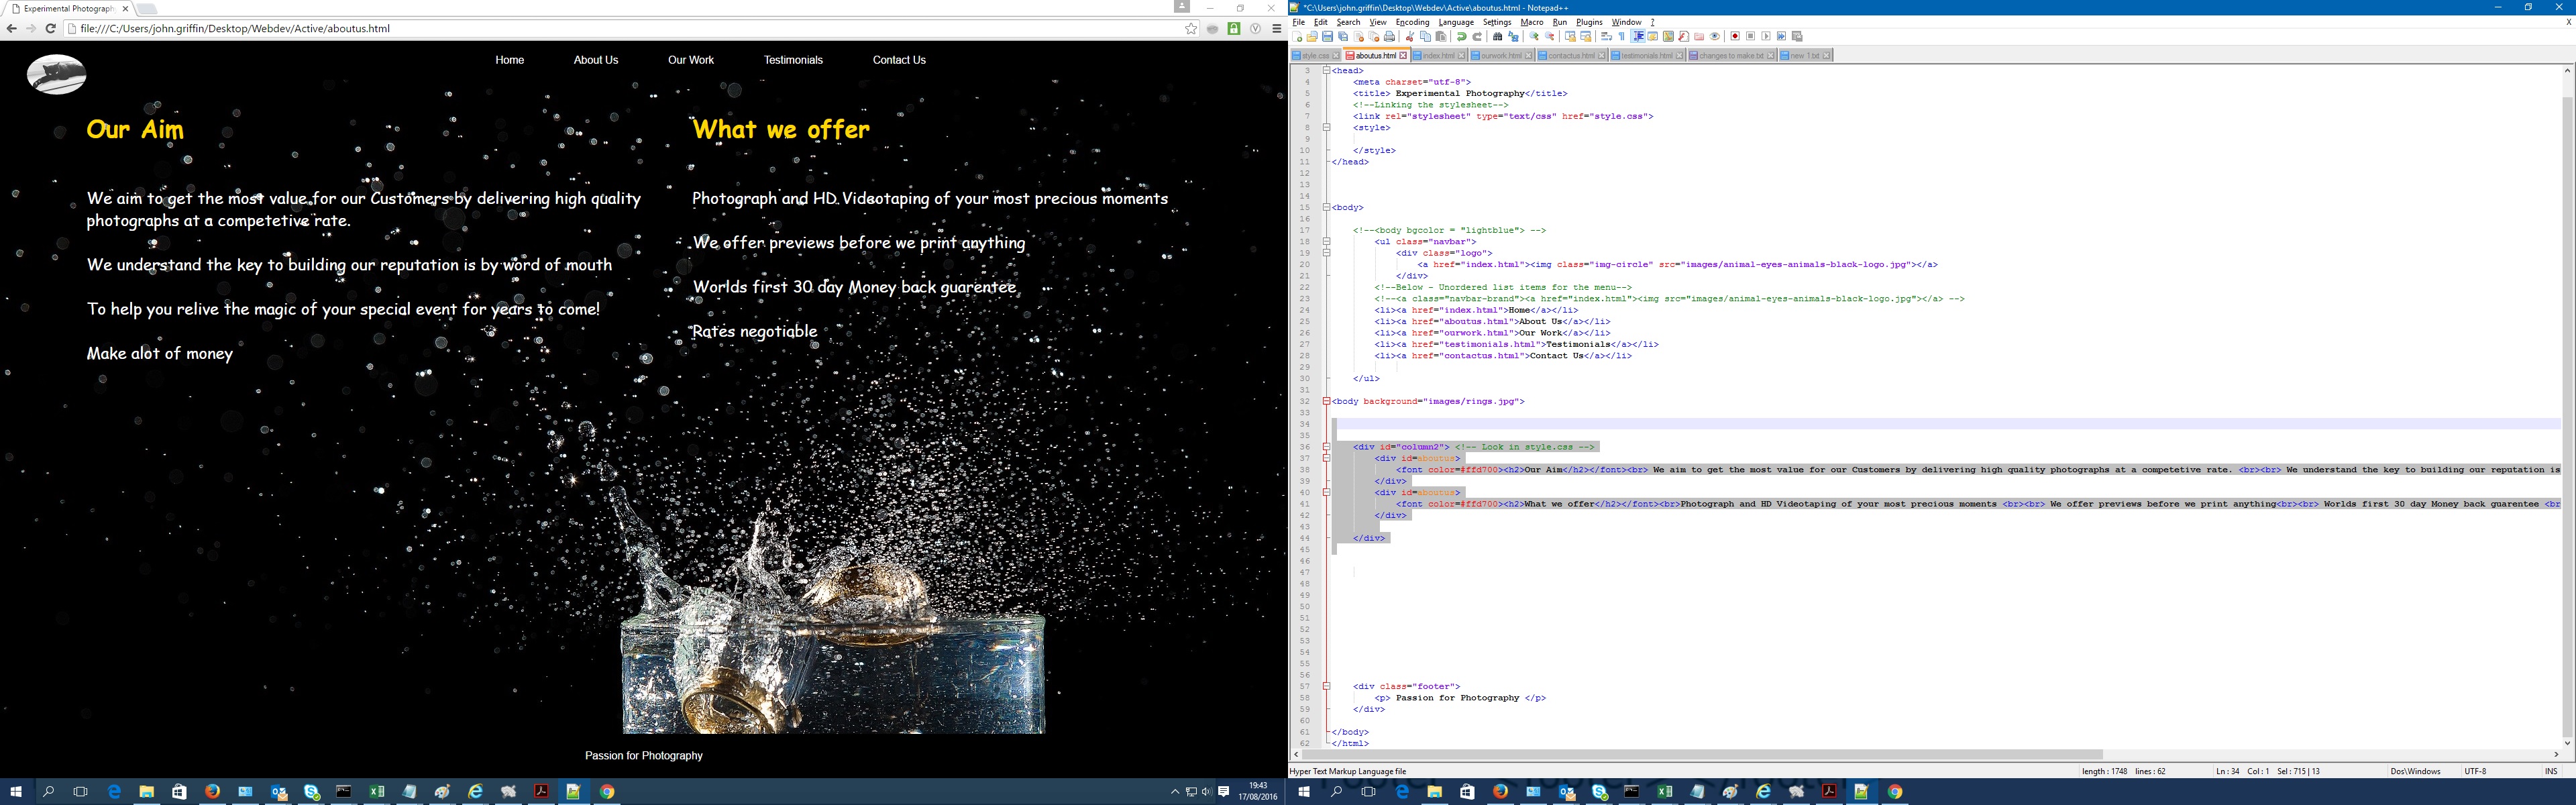 Experimental Photograph
file:///C:/Users/john.griffin/Desktop/Webdev/Active/aboutus.html
Home About Us Our Work Testimonials Contact Us
Our Aim
We aim to get the most value for our Customers by delivering high quality
photographs at a competetive rate.
We understand the key to building our reputation is by word of mouth
To help you relive the magic of your special event for years to come!
Make alot of money
What we offer
Photograph and HD Videotaping of your most precious moments
We offer previews before we print anything
Worlds first 30 day Money back guarentee
Rates negotiable
Passion for Photography
19:43
17/08/2016
*C:\Users\john.griffin\Desktop\Webdev\Active\aboutus.html - Notepad++
File Edit Search View Encoding Language Settings Macro Run Plugins Window ? X
style.css aboutus.html index.html ourwork.html contactus.html testimonials.html changes to make.txt new 1.txt
3 <head>
4 <meta charset="utf-8">
5 <title> Experimental Photography</title>
6 <!--Linking the stylesheet-->
7 <link rel="stylesheet" type="text/css" href="style.css">
8 <style>
9
10 </style>
11 </head>
12
13
14
15 <body>
16
17 <!--<body bgcolor = "lightblue"> -->
18 <ul class="navbar">
19 <div class="logo">
20 <a href="index.html"><img class="img-circle" src="images/animal-eyes-animals-black-logo.jpg"></a>
21 </div>
22 <!--Below - Unordered list items for the menu-->
23 <!--<a class="navbar-brand"><a href="index.html"><img src="images/animal-eyes-animals-black-logo.jpg"></a> -->
24 <li><a href="index.html">Home</a></li>
25 <li><a href="aboutus.html">About Us</a></li>
26 <li><a href="ourwork.html">Our Work</a></li>
27 <li><a href="testimonials.html">Testimonials</a></li>
28 <li><a href="contactus.html">Contact Us</a></li>
29
30 </ul>
31
32 <body background="images/rings.jpg">
33
34
35
36 <div id="column2"> <!-- Look in style.css -->
37 <div id=aboutus>
38 <font color=#ffd700><h2>Our Aim</h2></font><br> We aim to get the most value for our Customers by delivering high quality photographs at a competetive rate. <br><br> We understand the key to building our reputation is
39 </div>
40 <div id=aboutus>
41 <font color=#ffd700><h2>What we offer</h2></font><br>Photograph and HD Videotaping of your most precious moments <br><br> We offer previews before we print anything<br><br> Worlds first 30 day Money back guarentee <br
42 </div>
43
44 </div>
45
46
47
48
49
50
51
52
53
54
55
56
57 <div class="footer">
58 <p> Passion for Photography </p>
59 </div>
60
61 </body>
62 </html>
Hyper Text Markup Language file length : 1748 lines : 62 Ln : 34 Col : 1 Sel : 715 | 13 Dos\Windows UTF-8 INS